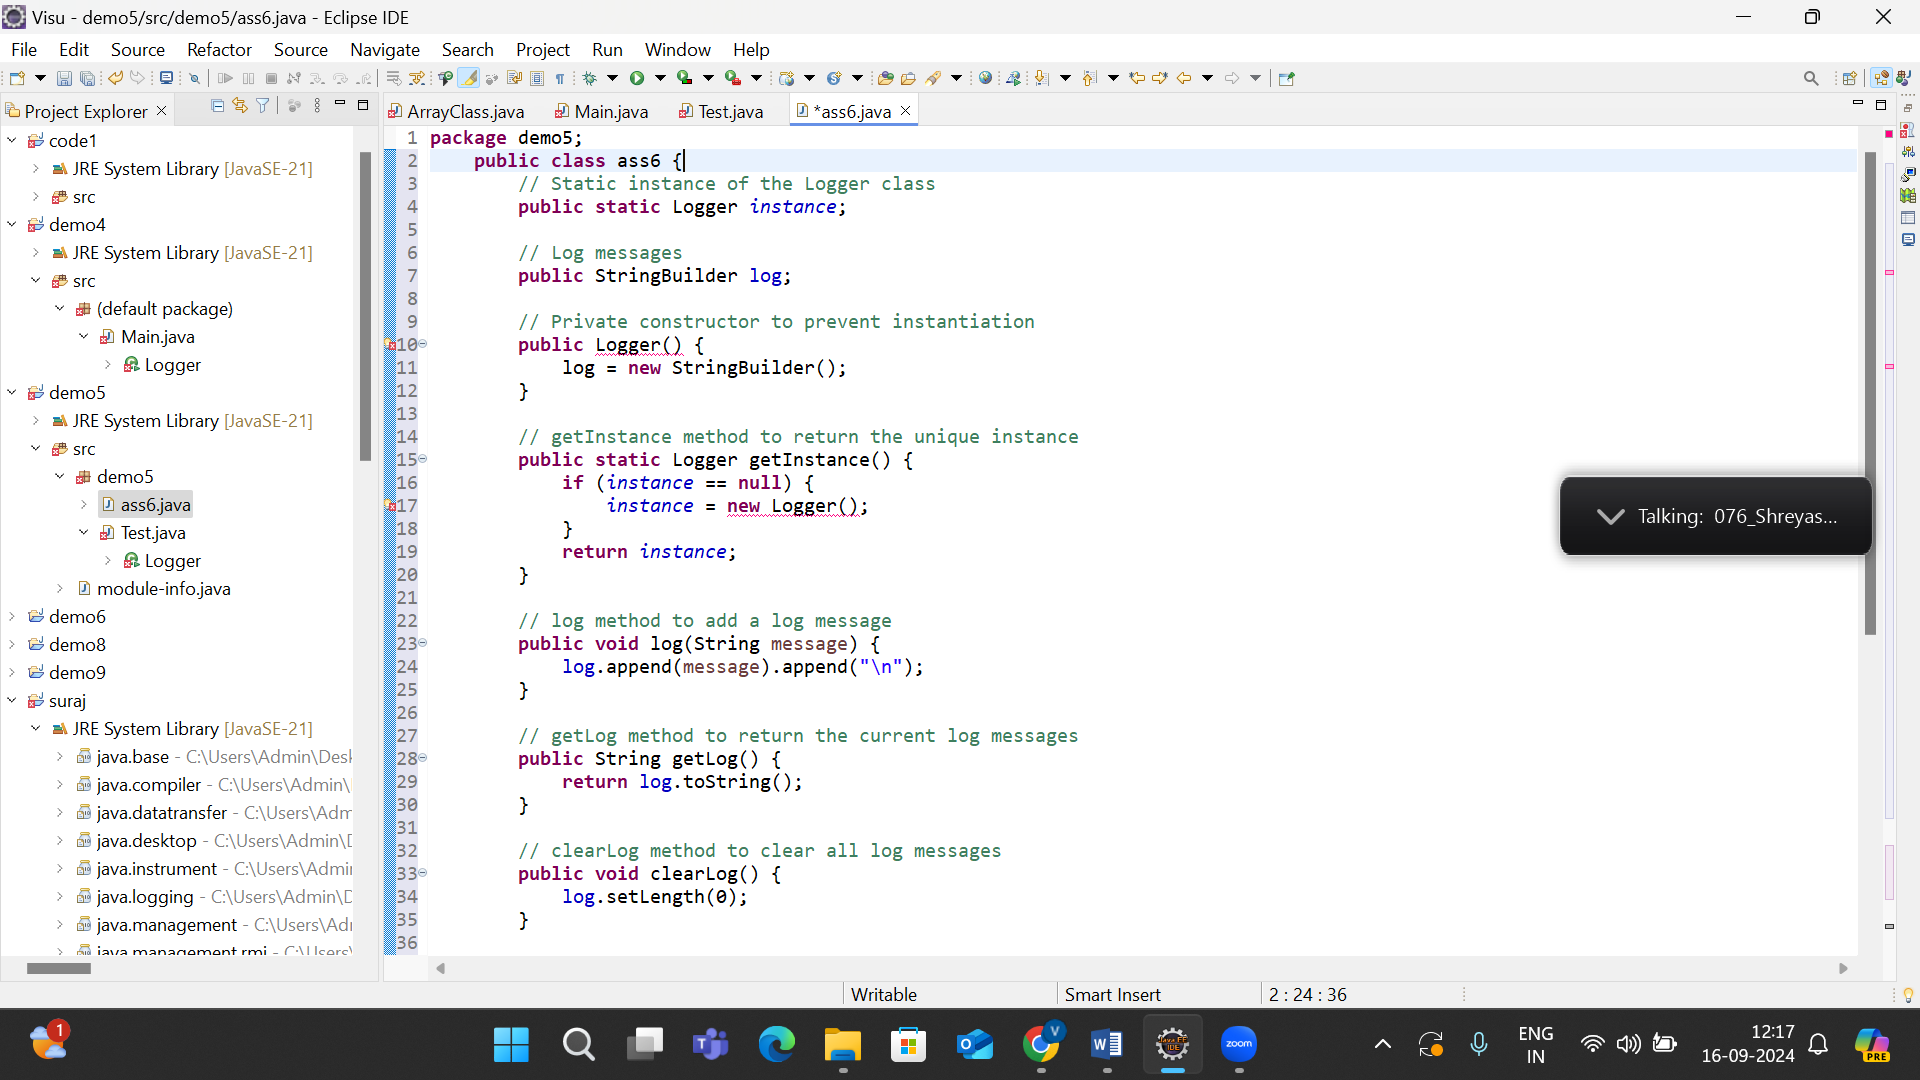 Visu - demo5/src/demo5/ass6.java - Eclipse IDE
File Edit Source Refactor Source Navigate Search Project Run Window Help
Project Explorer
ArrayClass.java Main.java Test.java *ass6.java
code1
JRE System Library [JavaSE-21]
src
demo4
JRE System Library [JavaSE-21]
src
(default package)
Main.java
Logger
demo5
JRE System Library [JavaSE-21]
src
demo5
ass6.java
Test.java
Logger
module-info.java
demo6
demo8
demo9
suraj
JRE System Library [JavaSE-21]
java.base - C:\Users\Admin\Desk
java.compiler - C:\Users\Admin\
java.datatransfer - C:\Users\Adm
java.desktop - C:\Users\Admin\D
java.instrument - C:\Users\Admi
java.logging - C:\Users\Admin\D
java.management - C:\Users\Adr
java.management.rmi - C:\Users\
1 package demo5;
2 public class ass6 {
3 // Static instance of the Logger class
4 public static Logger instance;
5
6 // Log messages
7 public StringBuilder log;
8
9 // Private constructor to prevent instantiation
10 public Logger() {
11 log = new StringBuilder();
12 }
13
14 // getInstance method to return the unique instance
15 public static Logger getInstance() {
16 if (instance == null) {
17 instance = new Logger();
18 }
19 return instance;
20 }
21
22 // log method to add a log message
23 public void log(String message) {
24 log.append(message).append("\n");
25 }
26
27 // getLog method to return the current log messages
28 public String getLog() {
29 return log.toString();
30 }
31
32 // clearLog method to clear all log messages
33 public void clearLog() {
34 log.setLength(0);
35 }
36
Talking: 076_Shreyas...
Writable Smart Insert 2 : 24 : 36
1
V
zoom
ENG
IN
12:17
16-09-2024
PRE